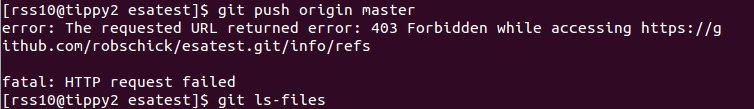 [rss10@tippy2 esatest]$ git push origin master
error: The requested URL returned error: 403 Forbidden while accessing https://g
ithub.com/robschick/esatest.git/info/refs
fatal: HTTP request failed
[rss10@tippy2 esatest]$ git ls-files